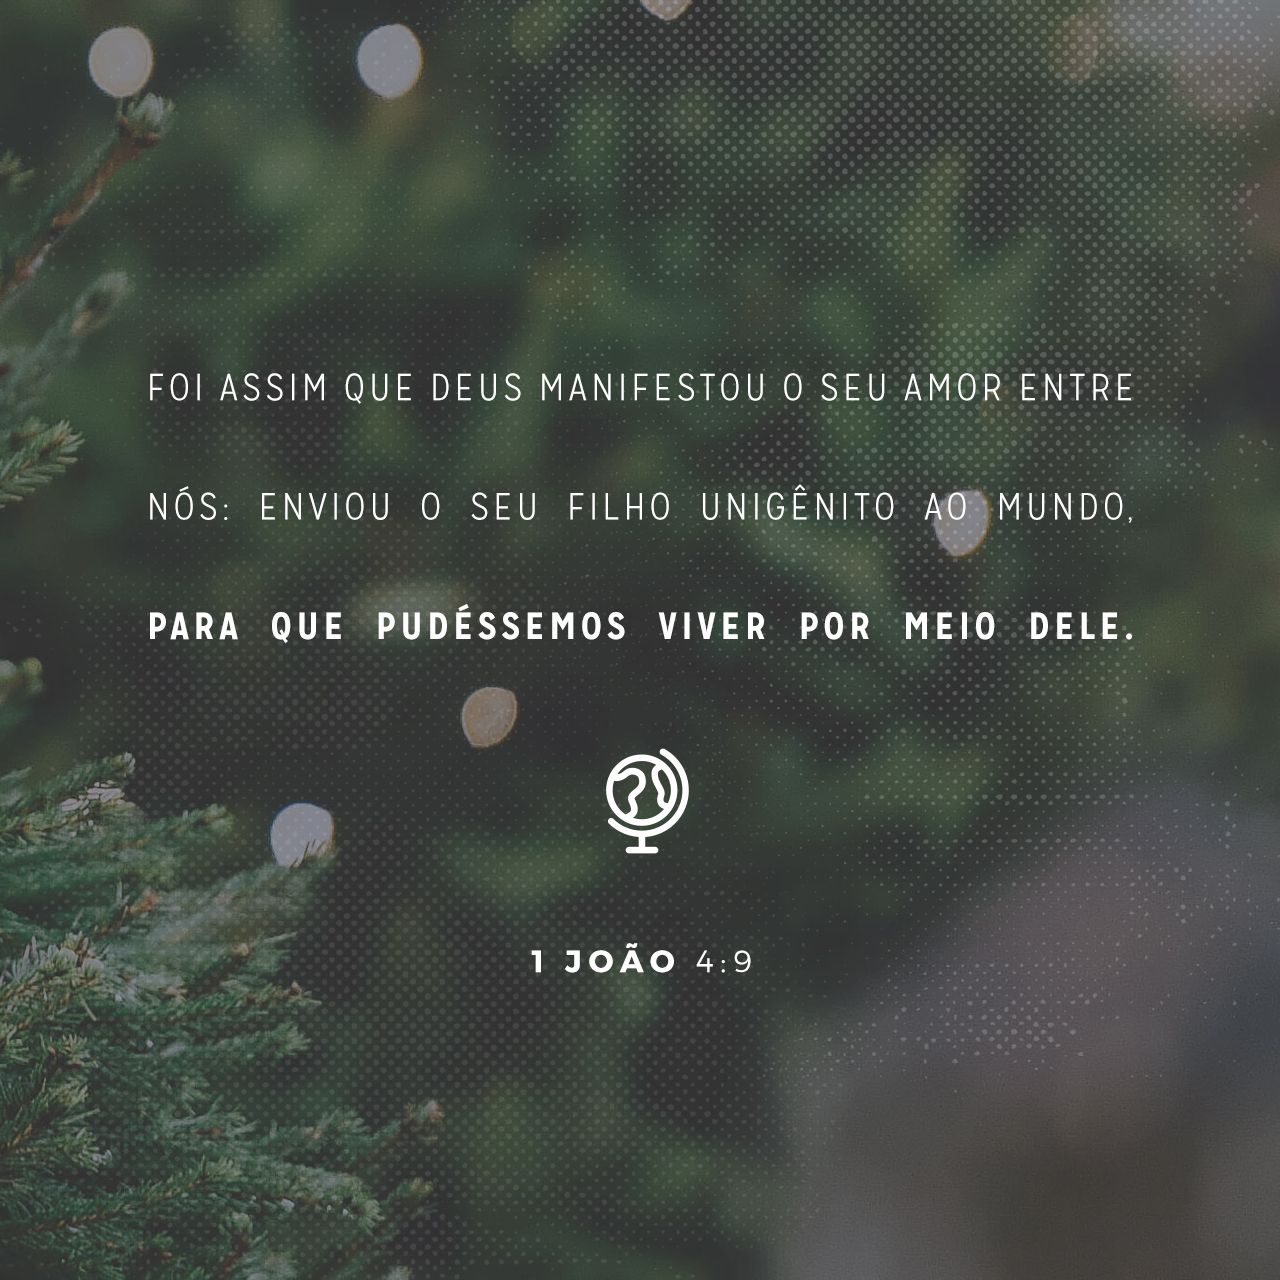 FOI ASSIM QUE DEUS MANIFESTOU O SEU AMOR ENTRE
NÓS: ENVIOU O SEU FILHO UNIGÊNITO AO MUNDO,
PARA QUE PUDÉSSEMOS VIVER POR MEIO DELE.
1 JOÃO 4:9